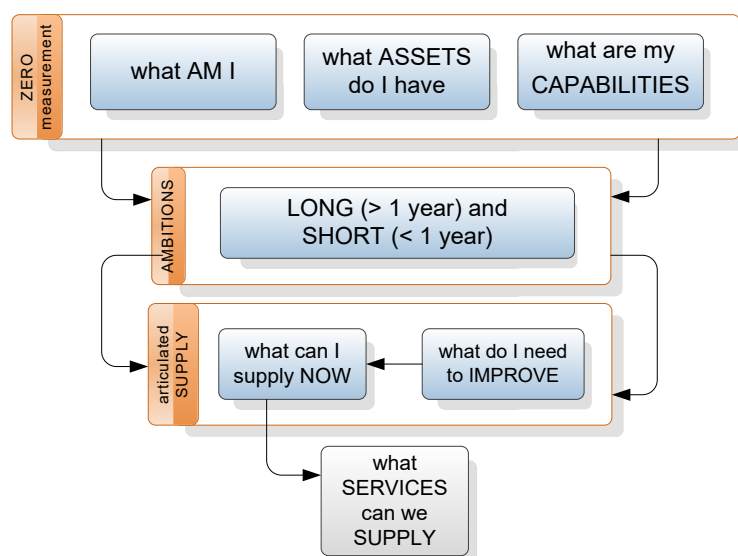 ZERO
measurement
what AM I
what ASSETS
do I have
what are my
CAPABILITIES
AMBITIONS
LONG (> 1 year) and
SHORT (< 1 year)
articulated
SUPPLY
what can I
supply NOW
what do I need
to IMPROVE
what
SERVICES
can we
SUPPLY